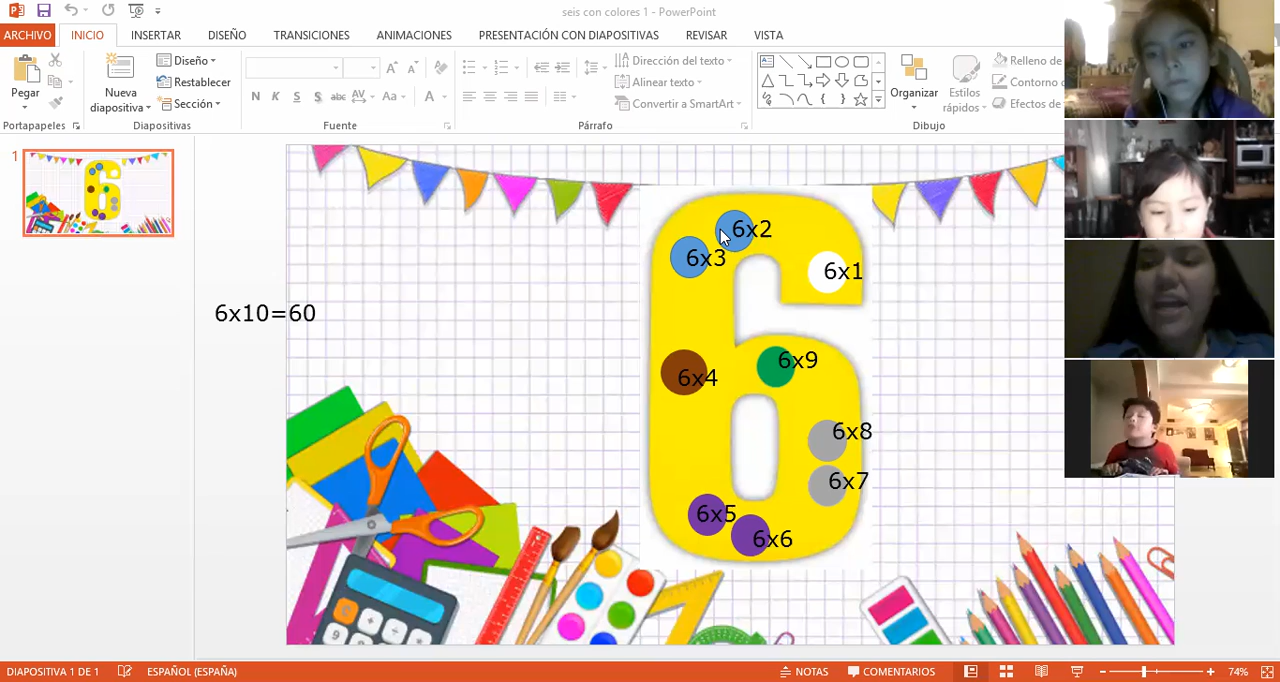 seis con colores 1 - PowerPoint
ARCHIVO INICIO INSERTAR DISEÑO TRANSICIONES ANIMACIONES PRESENTACIÓN CON DIAPOSITIVAS REVISAR VISTA
Pegar
Portapapeles
Nueva
diapositiva
Diseño
Restablecer
Sección
Diapositivas
N K S S abc AV Aa A
Fuente
Dirección del texto
Alinear texto
Convertir a SmartArt
Párrafo
Organizar
Estilos
rápidos
Relleno de
Contorno
Efectos de
Dibujo
1
6x2
6x3
6x1
6x10=60
6x9
6x4
6x8
6x7
6x5
6x6
DIAPOSITIVA 1 DE 1 ESPAÑOL (ESPAÑA) NOTAS COMENTARIOS 74%